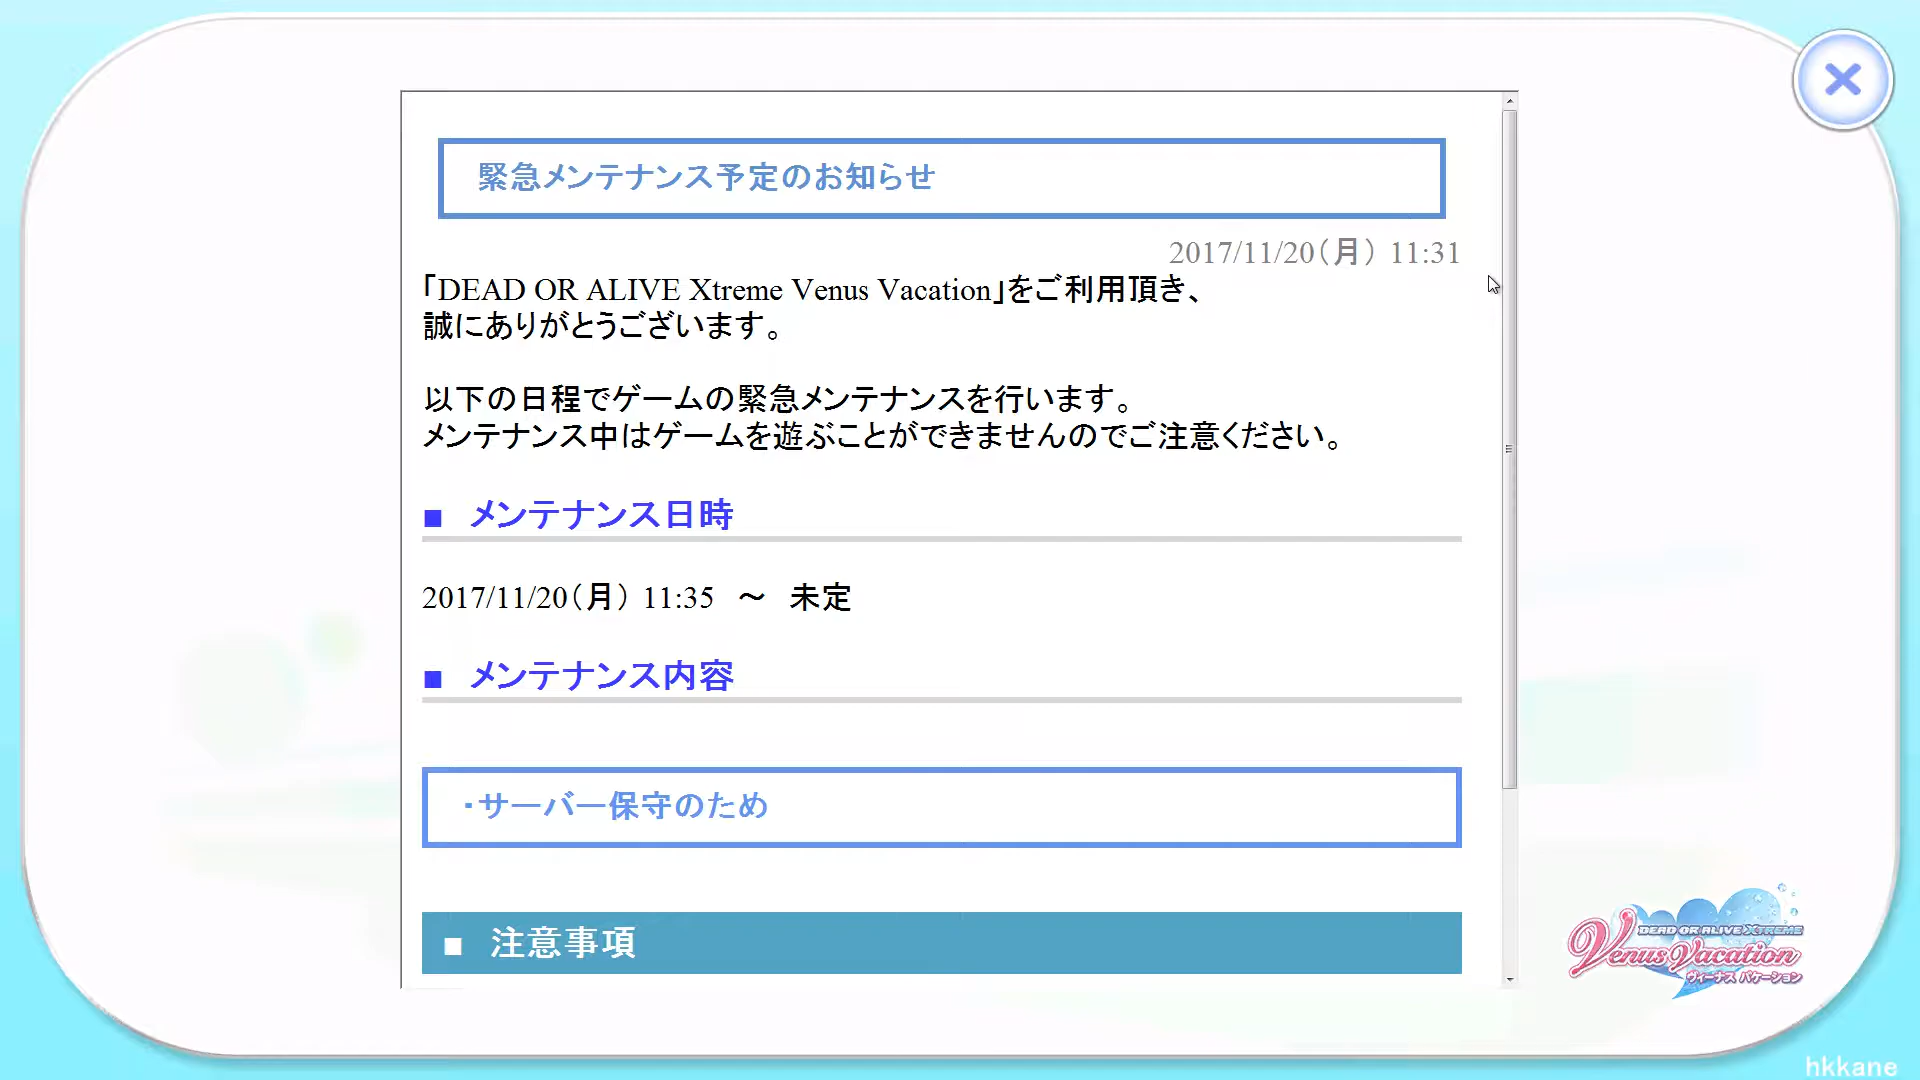 緊急メンテナンス予定のお知らせ
2017/11/20(月) 11:31
「DEAD OR ALIVE Xtreme Venus Vacation」をご利用頂き、
誠にありがとうございます。
以下の日程でゲームの緊急メンテナンスを行います。
メンテナンス中はゲームを遊ぶことができませんのでご注意ください。
■ メンテナンス日時
2017/11/20(月) 11:35 ～ 未定
■ メンテナンス内容
・サーバー保守のため
■ 注意事項
DEAD OR ALIVE XTREME
Venus Vacation
ヴィーナス バケーション
hkkane